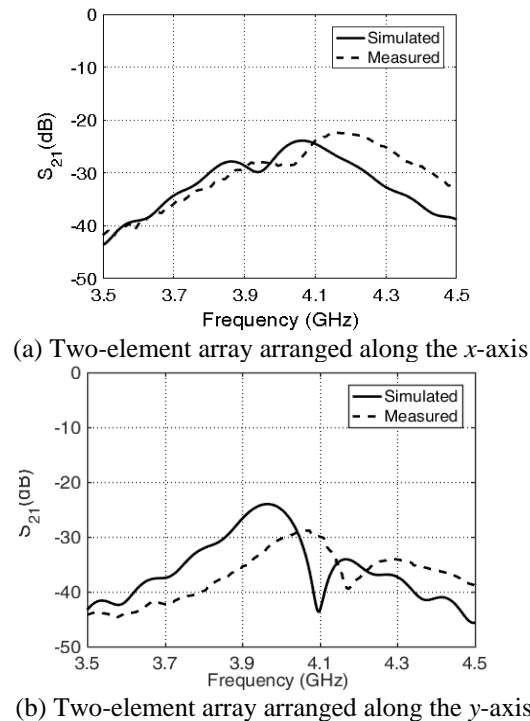 0
-10
-20
-30
-40
-50
S21(dB)
Simulated
Measured
3.5 3.7 3.9 4.1 4.3 4.5
Frequency (GHz)
(a) Two-element array arranged along the x-axis
0
-10
-20
-30
-40
-50
S21(dB)
Simulated
Measured
3.5 3.7 3.9 4.1 4.3 4.5
Frequency (GHz)
(b) Two-element array arranged along the y-axis